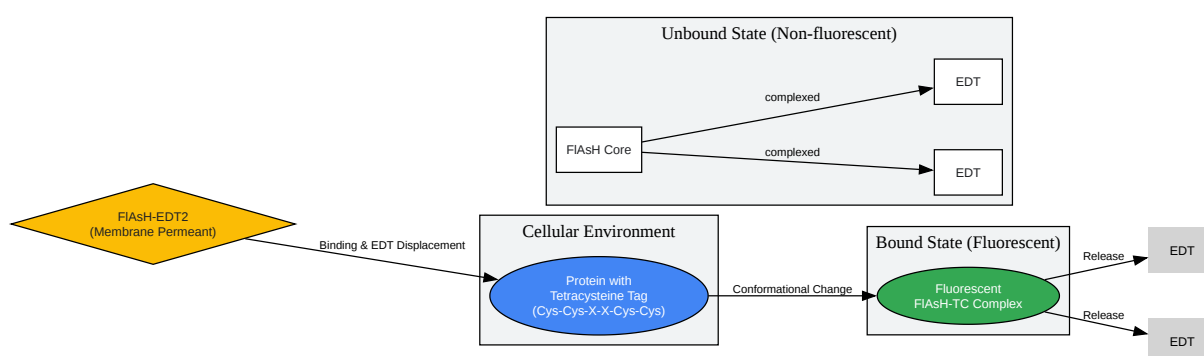 Unbound State (Non-fluorescent)
EDT
complexed
FlAsH Core
complexed
EDT
FlAsH-EDT2
(Membrane Permeant)
Binding & EDT Displacement
Cellular Environment
Protein with
Tetracysteine Tag
(Cys-Cys-X-X-Cys-Cys)
Conformational Change
Bound State (Fluorescent)
Fluorescent
FlAsH-TC Complex
Release
EDT
Release
EDT